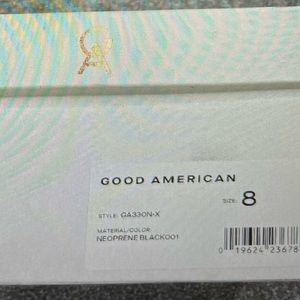 GOOD AMERICAN
SIZE: 8
STYLE: GA330N-X
MATERIAL/COLOR:
NEOPRENE BLACK001
0 19624 23678